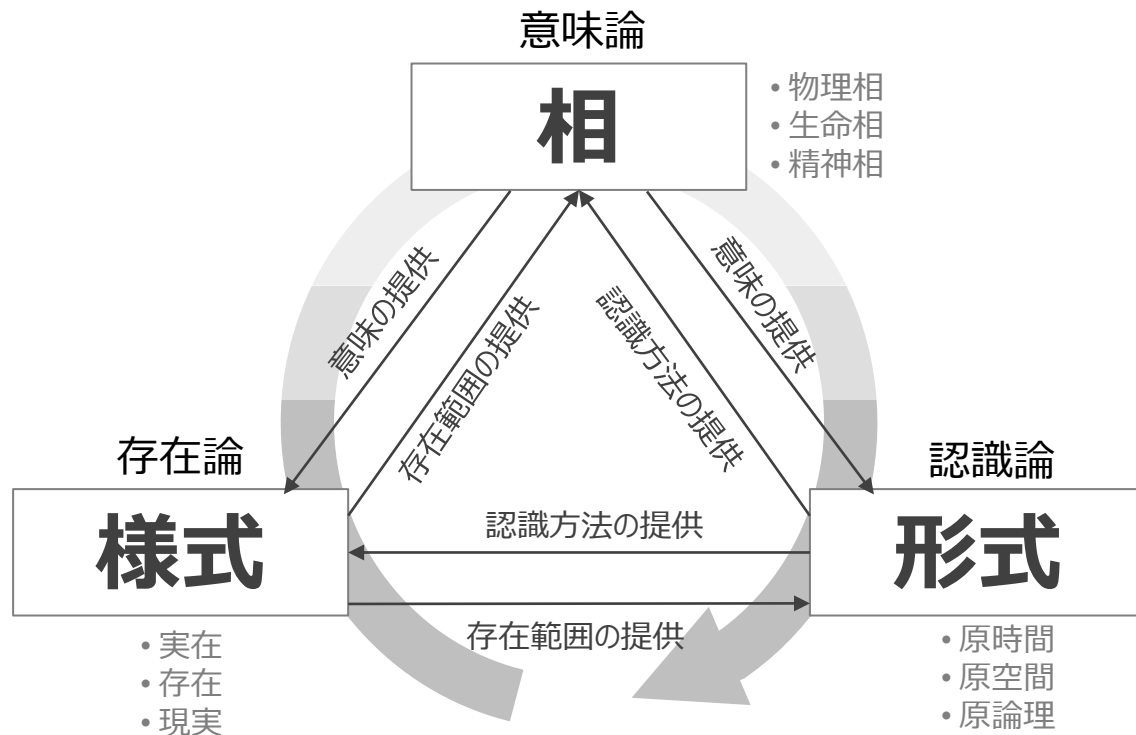 意味論
相
• 物理相
• 生命相
• 精神相
意味の提供
存在範囲の提供
認識方法の提供
意味の提供
存在論
様式
認識論
形式
認識方法の提供
存在範囲の提供
• 実在
• 存在
• 現実
• 原時間
• 原空間
• 原論理